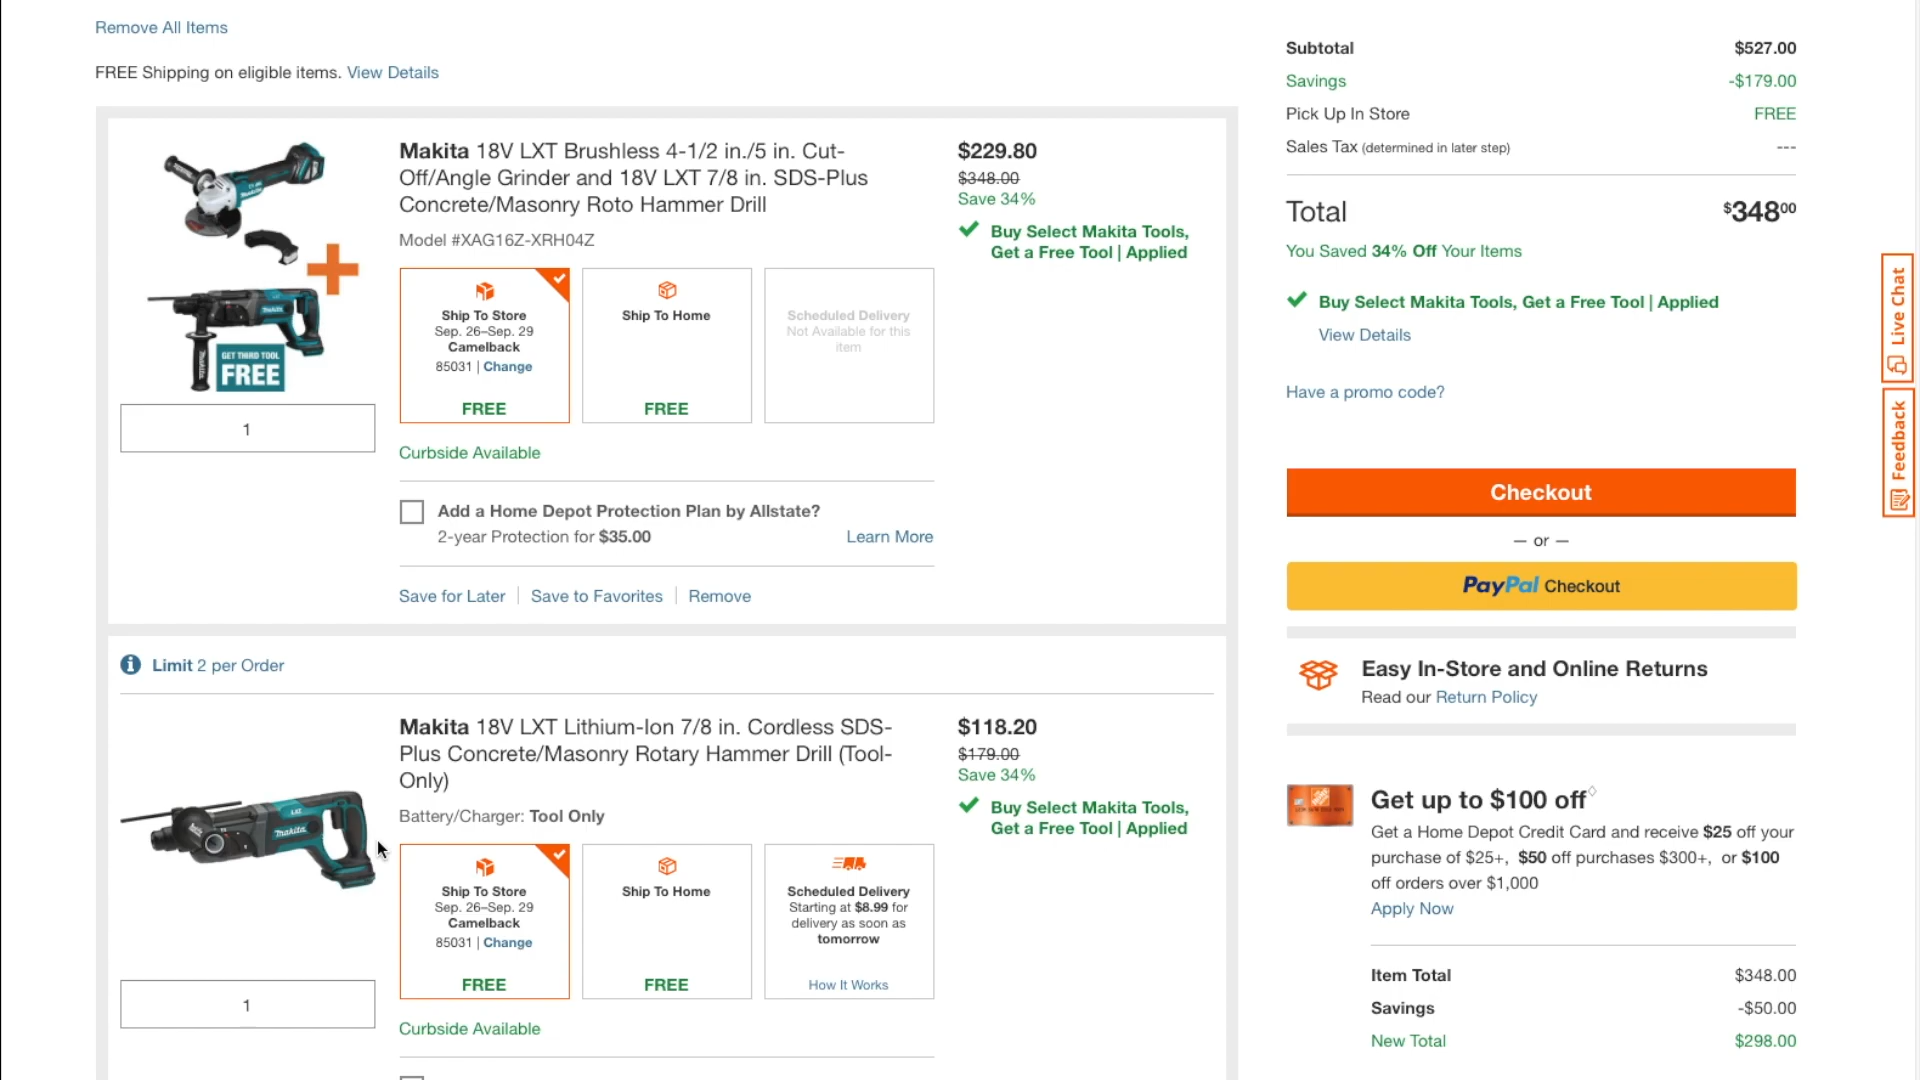 Remove All Items
FREE Shipping on eligible items. View Details
GET THIRD TOOL
FREE
1
Makita 18V LXT Brushless 4-1/2 in./5 in. Cut-
Off/Angle Grinder and 18V LXT 7/8 in. SDS-Plus
Concrete/Masonry Roto Hammer Drill
Model #XAG16Z-XRH04Z
$229.80
$348.00
Save 34%
Buy Select Makita Tools,
Get a Free Tool | Applied
Ship To Store
Sep. 26–Sep. 29
Camelback
85031 | Change
FREE
Ship To Home
FREE
Scheduled Delivery
Not Available for this
item
Curbside Available
Add a Home Depot Protection Plan by Allstate?
2-year Protection for $35.00
Learn More
Save for Later
Save to Favorites
Remove
Limit 2 per Order
Makita
1
Makita 18V LXT Lithium-Ion 7/8 in. Cordless SDS-
Plus Concrete/Masonry Rotary Hammer Drill (Tool-
Only)
Battery/Charger: Tool Only
$118.20
$179.00
Save 34%
Buy Select Makita Tools,
Get a Free Tool | Applied
Ship To Store
Sep. 26–Sep. 29
Camelback
85031 | Change
FREE
Ship To Home
FREE
Scheduled Delivery
Starting at $8.99 for
delivery as soon as
tomorrow
How It Works
Curbside Available
Subtotal $527.00
Savings -$179.00
Pick Up In Store FREE
Sales Tax (determined in later step) ---
Total $34800
You Saved 34% Off Your Items
Buy Select Makita Tools, Get a Free Tool | Applied
View Details
Have a promo code?
Checkout
— or —
PayPal Checkout
Easy In-Store and Online Returns
Read our Return Policy
Get up to $100 off◊
Get a Home Depot Credit Card and receive $25 off your
purchase of $25+, $50 off purchases $300+, or $100
off orders over $1,000
Apply Now
Item Total $348.00
Savings -$50.00
New Total $298.00
Live Chat
Feedback